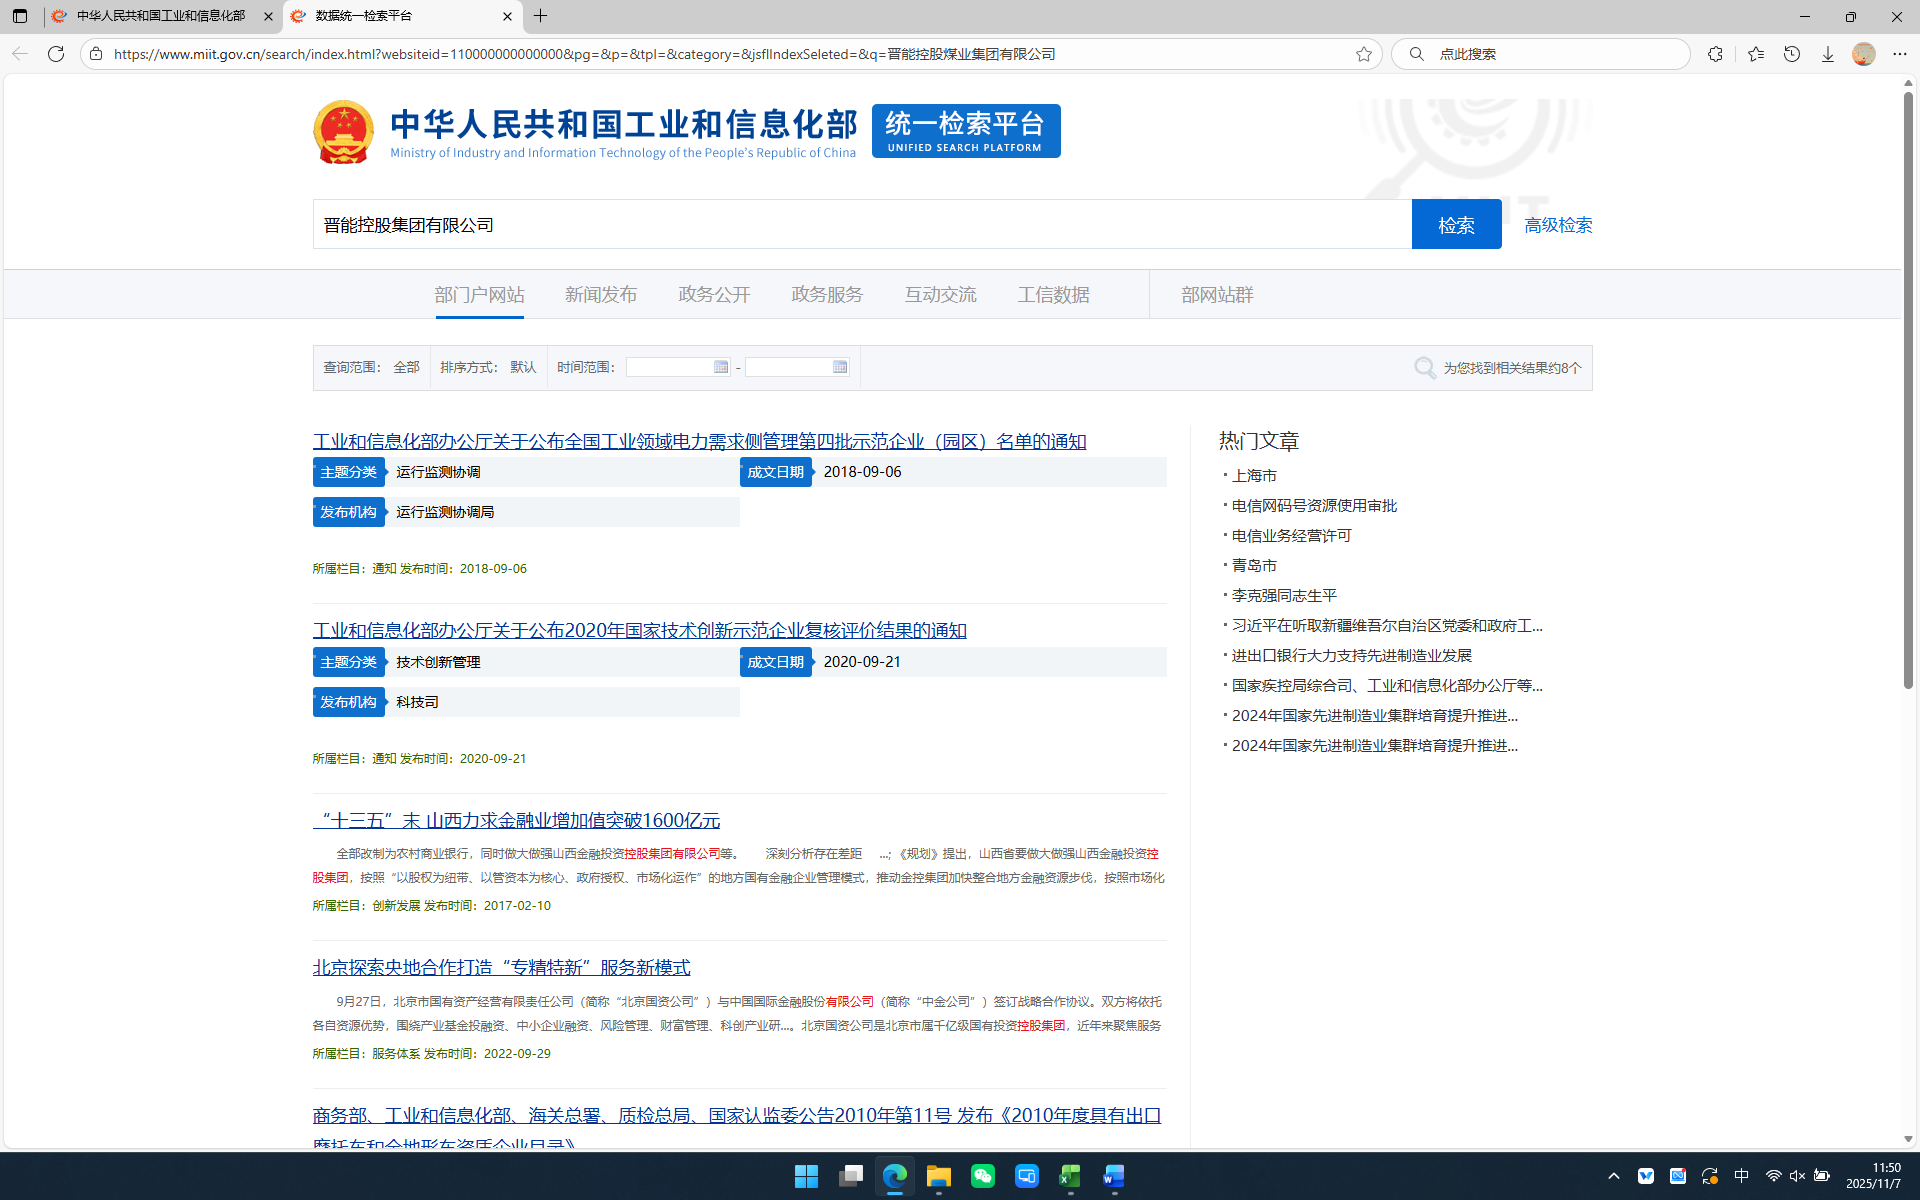 中华人民共和国工业和信息化部
数据统一检索平台
https://www.miit.gov.cn/search/index.html?websiteid=110000000000000&pg=&p=&tpl=&category=&jsflIndexSeleted=&q=晋能控股煤业集团有限公司
点此搜索
中华人民共和国工业和信息化部
Ministry of Industry and Information Technology of the People's Republic of China
统一检索平台
UNIFIED SEARCH PLATFORM
晋能控股集团有限公司
检索
高级检索
部门户网站
新闻发布
政务公开
政务服务
互动交流
工信数据
部网站群
查询范围： 全部
排序方式： 默认
时间范围： -
为您找到相关结果约8个
工业和信息化部办公厅关于公布全国工业领域电力需求侧管理第四批示范企业（园区）名单的通知
主题分类 运行监测协调
成文日期 2018-09-06
发布机构 运行监测协调局
所属栏目：通知 发布时间：2018-09-06
工业和信息化部办公厅关于公布2020年国家技术创新示范企业复核评价结果的通知
主题分类 技术创新管理
成文日期 2020-09-21
发布机构 科技司
所属栏目：通知 发布时间：2020-09-21
“十三五”末 山西力求金融业增加值突破1600亿元
全部改制为农村商业银行，同时做大做强山西金融投资控股集团有限公司等。 深刻分析存在差距 ...;《规划》提出，山西省要做大做强山西金融投资控
股集团，按照“以股权为纽带、以管资本为核心、政府授权、市场化运作”的地方国有金融企业管理模式，推动金控集团加快整合地方金融资源步伐，按照市场化
所属栏目：创新发展 发布时间：2017-02-10
北京探索央地合作打造“专精特新”服务新模式
9月27日，北京市国有资产经营有限责任公司（简称“北京国资公司”）与中国国际金融股份有限公司（简称“中金公司”）签订战略合作协议。双方将依托
各自资源优势，围绕产业基金投融资、中小企业融资、风险管理、财富管理、科创产业研...。北京国资公司是北京市属千亿级国有投资控股集团，近年来聚焦服务
所属栏目：服务体系 发布时间：2022-09-29
商务部、工业和信息化部、海关总署、质检总局、国家认监委公告2010年第11号 发布《2010年度具有出口
摩托车和全地形车资质企业目录》
热门文章
· 上海市
· 电信网码号资源使用审批
· 电信业务经营许可
· 青岛市
· 李克强同志生平
· 习近平在听取新疆维吾尔自治区党委和政府工...
· 进出口银行大力支持先进制造业发展
· 国家疾控局综合司、工业和信息化部办公厅等...
· 2024年国家先进制造业集群培育提升推进...
· 2024年国家先进制造业集群培育提升推进...
中
11:50
2025/11/7